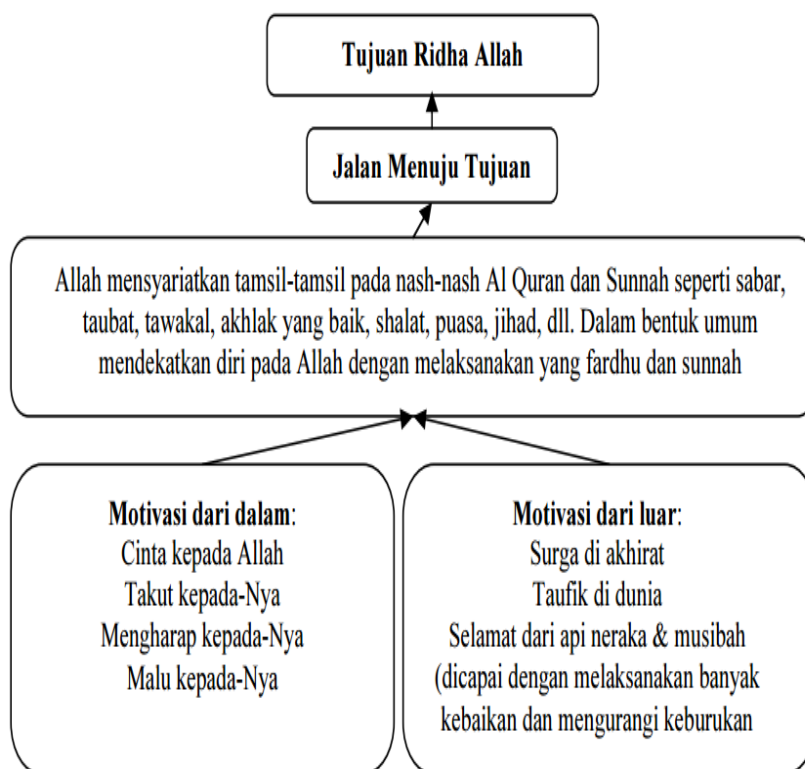 Tujuan Ridha Allah
Jalan Menuju Tujuan
Allah mensyariatkan tamsil-tamsil pada nash-nash Al Quran dan Sunnah seperti sabar,
taubat, tawakal, akhlak yang baik, shalat, puasa, jihad, dll. Dalam bentuk umum
mendekatkan diri pada Allah dengan melaksanakan yang fardhu dan sunnah
Motivasi dari dalam:
Cinta kepada Allah
Takut kepada-Nya
Mengharap kepada-Nya
Malu kepada-Nya
Motivasi dari luar:
Surga di akhirat
Taufik di dunia
Selamat dari api neraka & musibah
(dicapai dengan melaksanakan banyak
kebaikan dan mengurangi keburukan